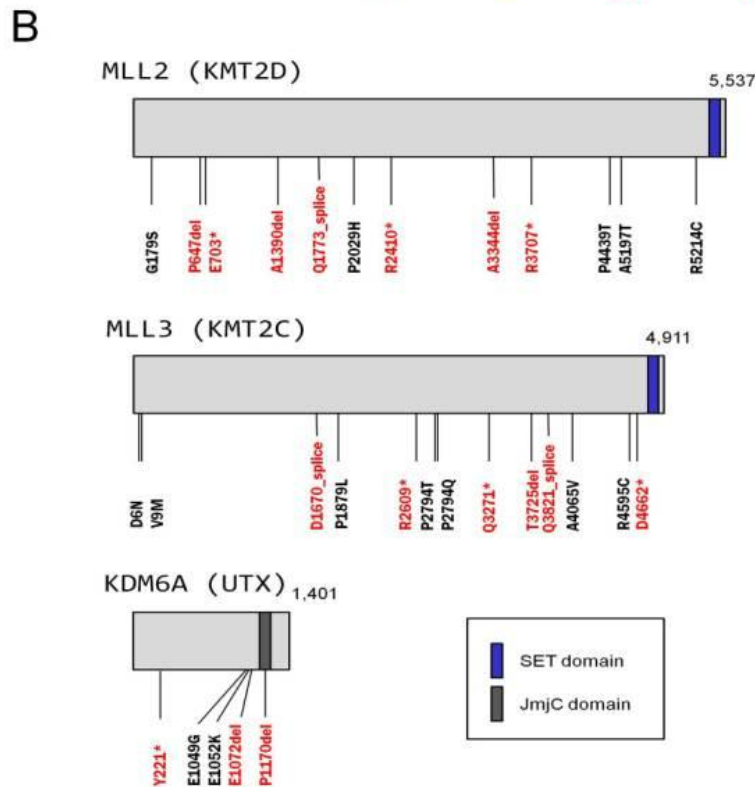 B
MLL2 (KMT2D)
5,537
G179S
P647del
E703*
A1390del
Q1773_splice
P2029H
R2410*
A3344del
R3707*
P4439T
A5197T
R5214C
MLL3 (KMT2C)
4,911
D6N
V9M
D1670_splice
P1879L
R2609*
P2794T
P2794Q
Q3271*
T3725del
Q3821_splice
A4065V
R4595C
D4662*
KDM6A (UTX)
1,401
Y221*
E1049G
E1052K
E1072del
P1170del
SET domain
JmjC domain